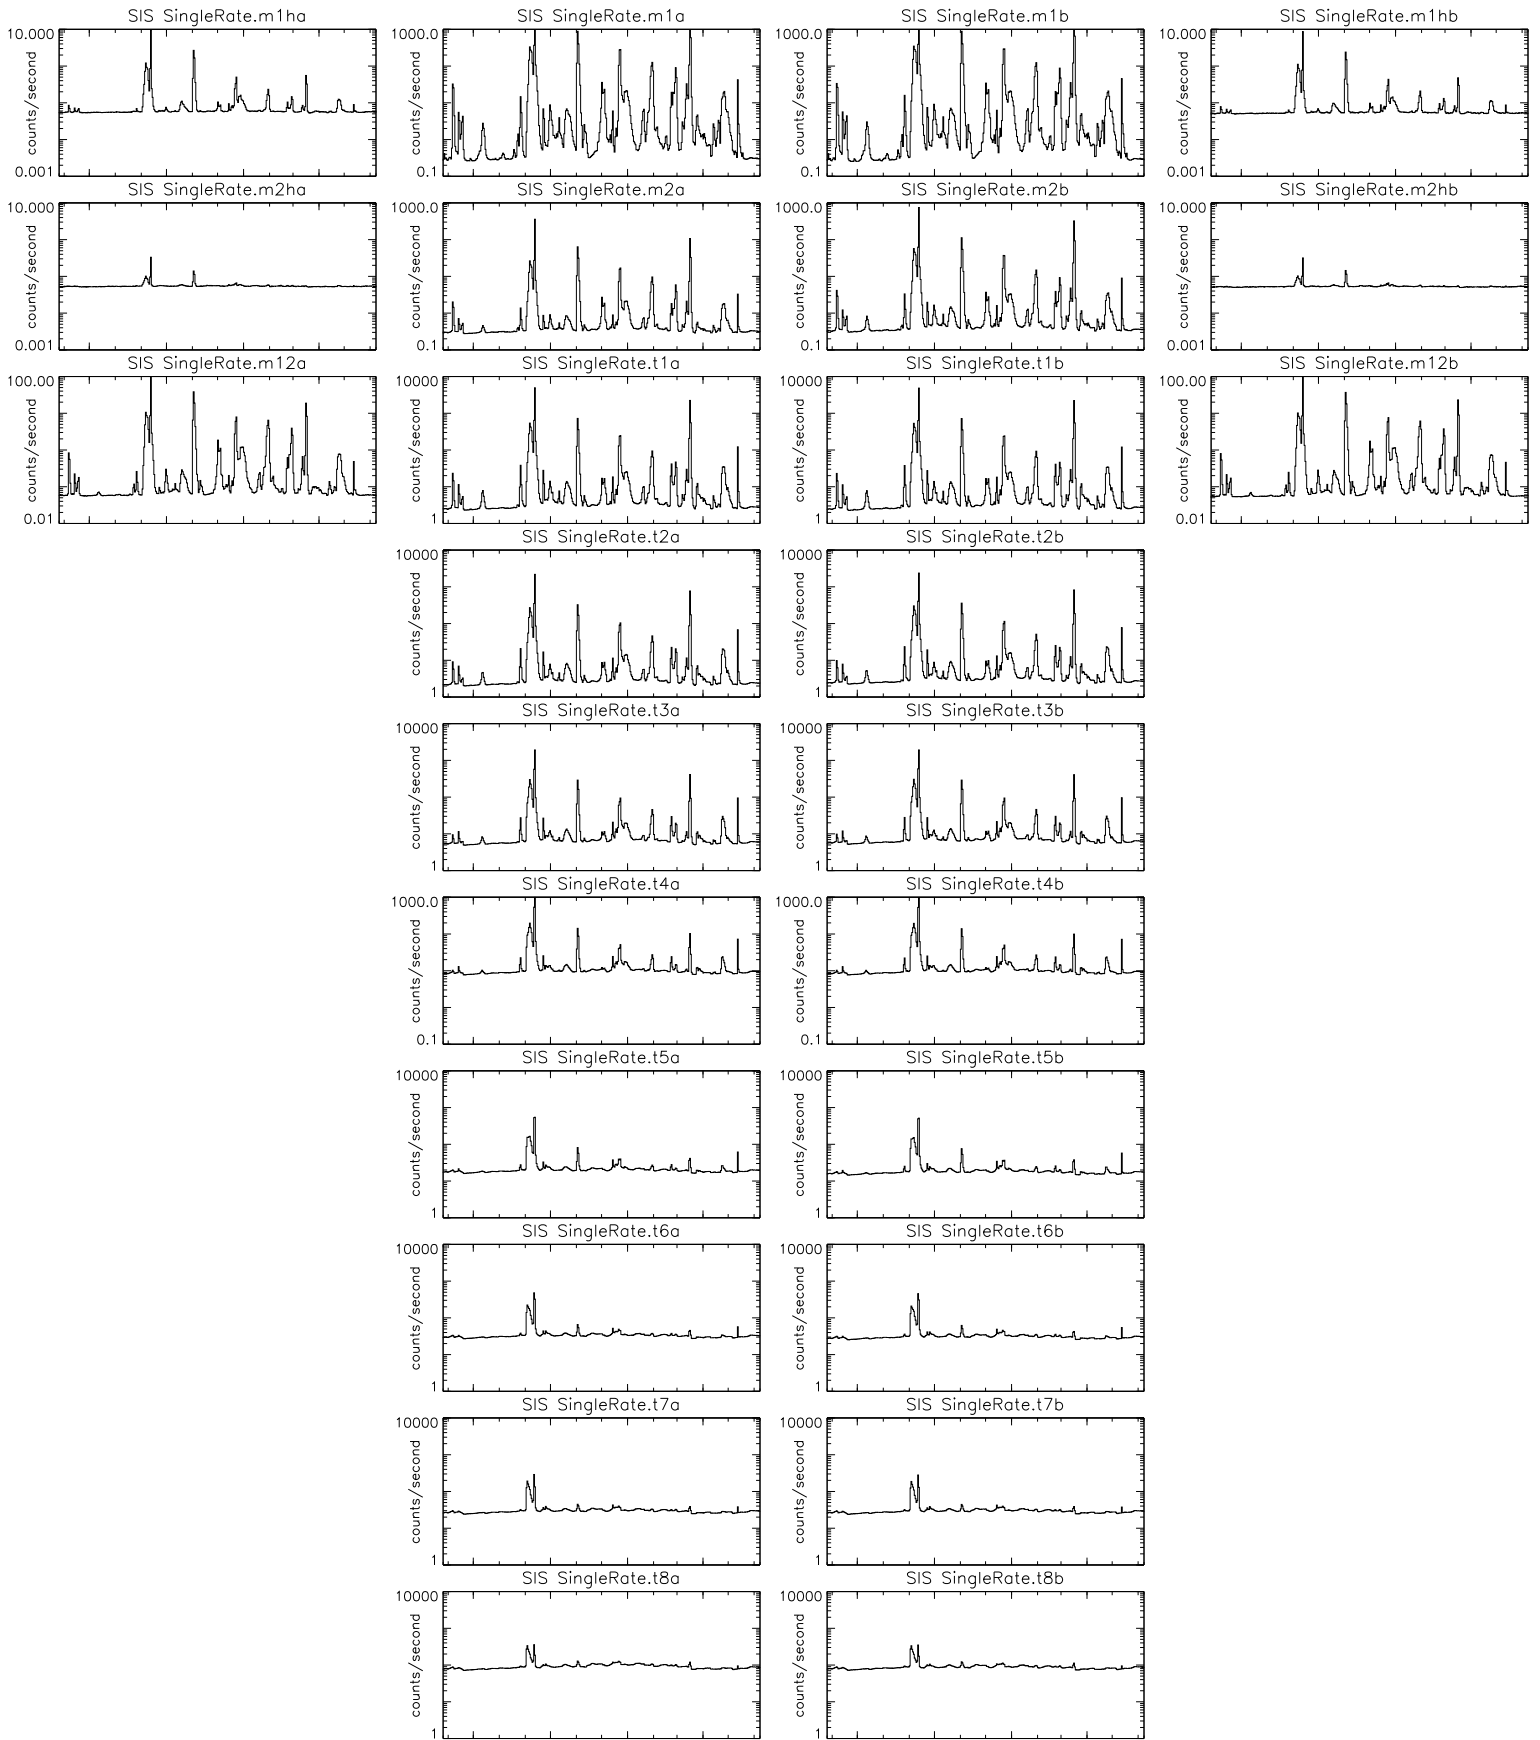 SIS SingleRate.m1ha
10.000
counts/second
0.001
SIS SingleRate.m1a
1000.0
counts/second
0.1
SIS SingleRate.m1b
1000.0
counts/second
0.1
SIS SingleRate.m1hb
10.000
counts/second
0.001
SIS SingleRate.m2ha
10.000
counts/second
0.001
SIS SingleRate.m2a
1000.0
counts/second
0.1
SIS SingleRate.m2b
1000.0
counts/second
0.1
SIS SingleRate.m2hb
10.000
counts/second
0.001
SIS SingleRate.m12a
100.00
counts/second
0.01
SIS SingleRate.t1a
10000
counts/second
1
SIS SingleRate.t1b
10000
counts/second
1
SIS SingleRate.m12b
100.00
counts/second
0.01
SIS SingleRate.t2a
10000
counts/second
1
SIS SingleRate.t2b
10000
counts/second
1
SIS SingleRate.t3a
10000
counts/second
1
SIS SingleRate.t3b
10000
counts/second
1
SIS SingleRate.t4a
1000.0
counts/second
0.1
SIS SingleRate.t4b
1000.0
counts/second
0.1
SIS SingleRate.t5a
10000
counts/second
1
SIS SingleRate.t5b
10000
counts/second
1
SIS SingleRate.t6a
10000
counts/second
1
SIS SingleRate.t6b
10000
counts/second
1
SIS SingleRate.t7a
10000
counts/second
1
SIS SingleRate.t7b
10000
counts/second
1
SIS SingleRate.t8a
10000
counts/second
1
SIS SingleRate.t8b
10000
counts/second
1